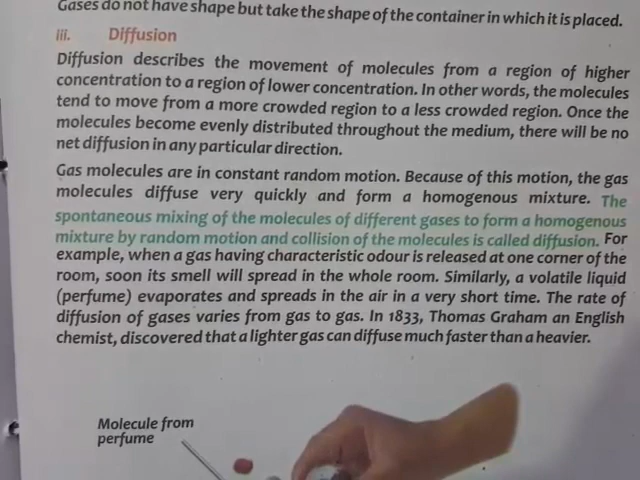 Gases do not have shape but take the shape of the container in which it is placed.
iii. Diffusion
Diffusion describes the movement of molecules from a region of higher
concentration to a region of lower concentration. In other words, the molecules
tend to move from a more crowded region to a less crowded region. Once the
molecules become evenly distributed throughout the medium, there will be no
net diffusion in any particular direction.
Gas molecules are in constant random motion. Because of this motion, the gas
molecules diffuse very quickly and form a homogenous mixture. The
spontaneous mixing of the molecules of different gases to form a homogenous
mixture by random motion and collision of the molecules is called diffusion. For
example, when a gas having characteristic odour is released at one corner of the
room, soon its smell will spread in the whole room. Similarly, a volatile liquid
(perfume) evaporates and spreads in the air in a very short time. The rate of
diffusion of gases varies from gas to gas. In 1833, Thomas Graham an English
chemist, discovered that a lighter gas can diffuse much faster than a heavier.
Molecule from
perfume